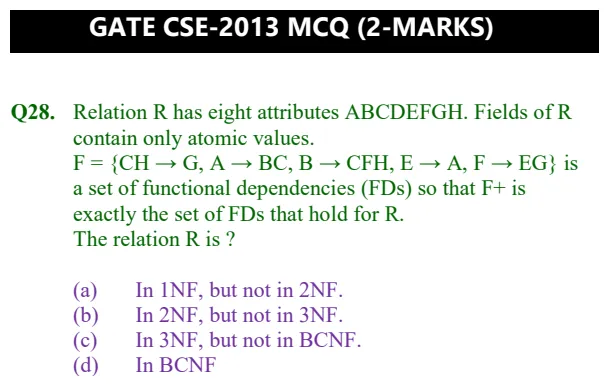 GATE CSE-2013 MCQ (2-MARKS)
Q28. Relation R has eight attributes ABCDEFGH. Fields of R
contain only atomic values.
F = {CH → G, A → BC, B → CFH, E → A, F → EG} is
a set of functional dependencies (FDs) so that F+ is
exactly the set of FDs that hold for R.
The relation R is ?
(a) In 1NF, but not in 2NF.
(b) In 2NF, but not in 3NF.
(c) In 3NF, but not in BCNF.
(d) In BCNF